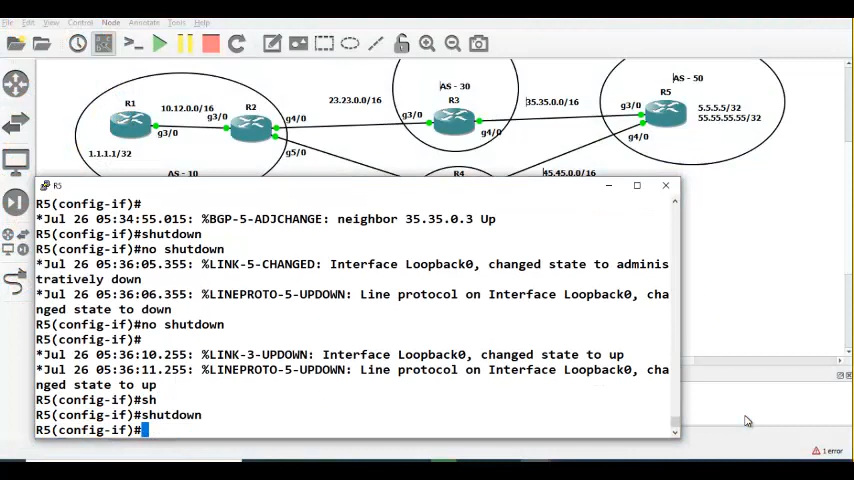 File Edit View Control Node Annotate Tools Help
AS - 30
AS - 50
R1
10.12.0.0/16
R2
g3/0
g3/0
g4/0
g5/0
1.1.1.1/32
AS - 10
23.23.0.0/16
R3
g3/0
g4/0
35.35.0.0/16
R5
g3/0
g4/0
5.5.5.5/32
55.55.55.55/32
R4
45.45.0.0/16
R5
R5(config-if)#
*Jul 26 05:34:55.015: %BGP-5-ADJCHANGE: neighbor 35.35.0.3 Up
R5(config-if)#shutdown
R5(config-if)#no shutdown
*Jul 26 05:36:05.355: %LINK-5-CHANGED: Interface Loopback0, changed state to adminis
tratively down
*Jul 26 05:36:06.355: %LINEPROTO-5-UPDOWN: Line protocol on Interface Loopback0, cha
nged state to down
R5(config-if)#no shutdown
R5(config-if)#
*Jul 26 05:36:10.255: %LINK-3-UPDOWN: Interface Loopback0, changed state to up
*Jul 26 05:36:11.255: %LINEPROTO-5-UPDOWN: Line protocol on Interface Loopback0, cha
nged state to up
R5(config-if)#sh
R5(config-if)#shutdown
R5(config-if)#
1 error